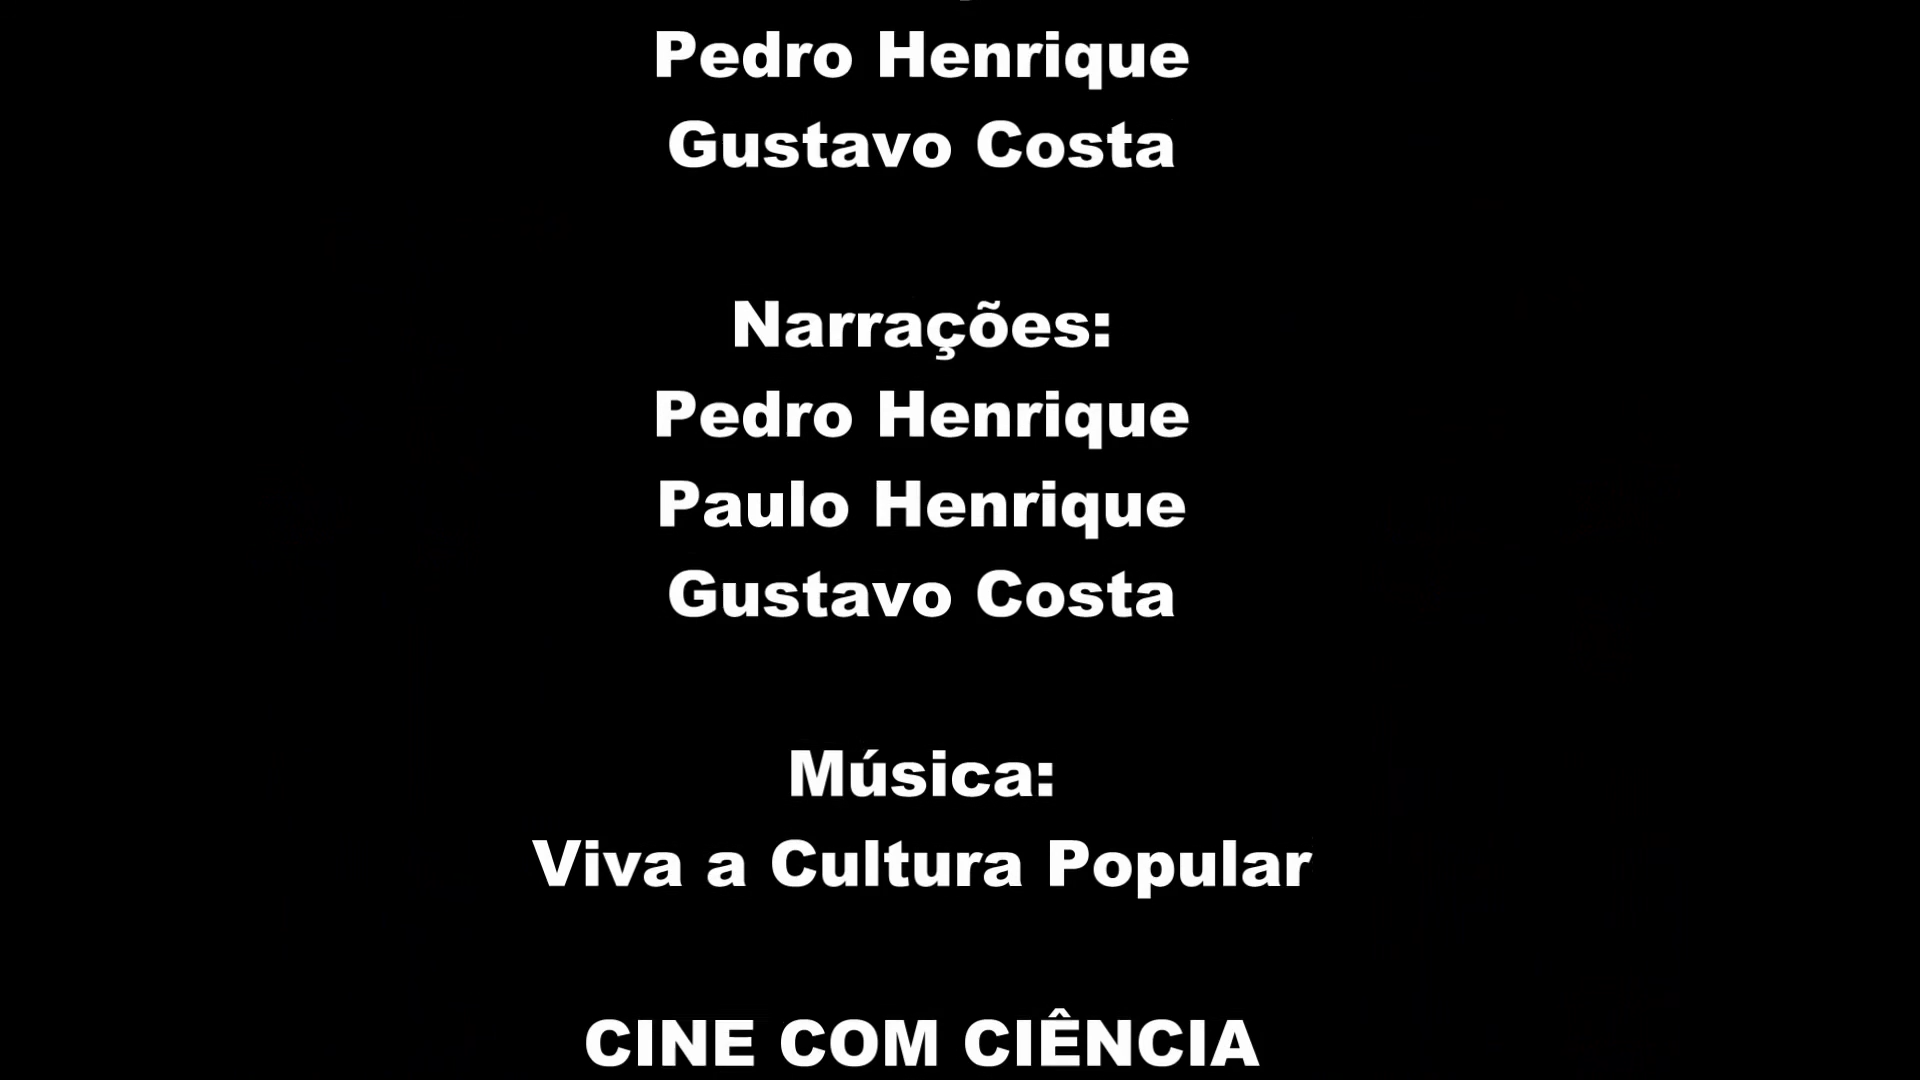 Pedro Henrique
Gustavo Costa
Narrações:
Pedro Henrique
Paulo Henrique
Gustavo Costa
Música:
Viva a Cultura Popular
CINE COM CIÊNCIA